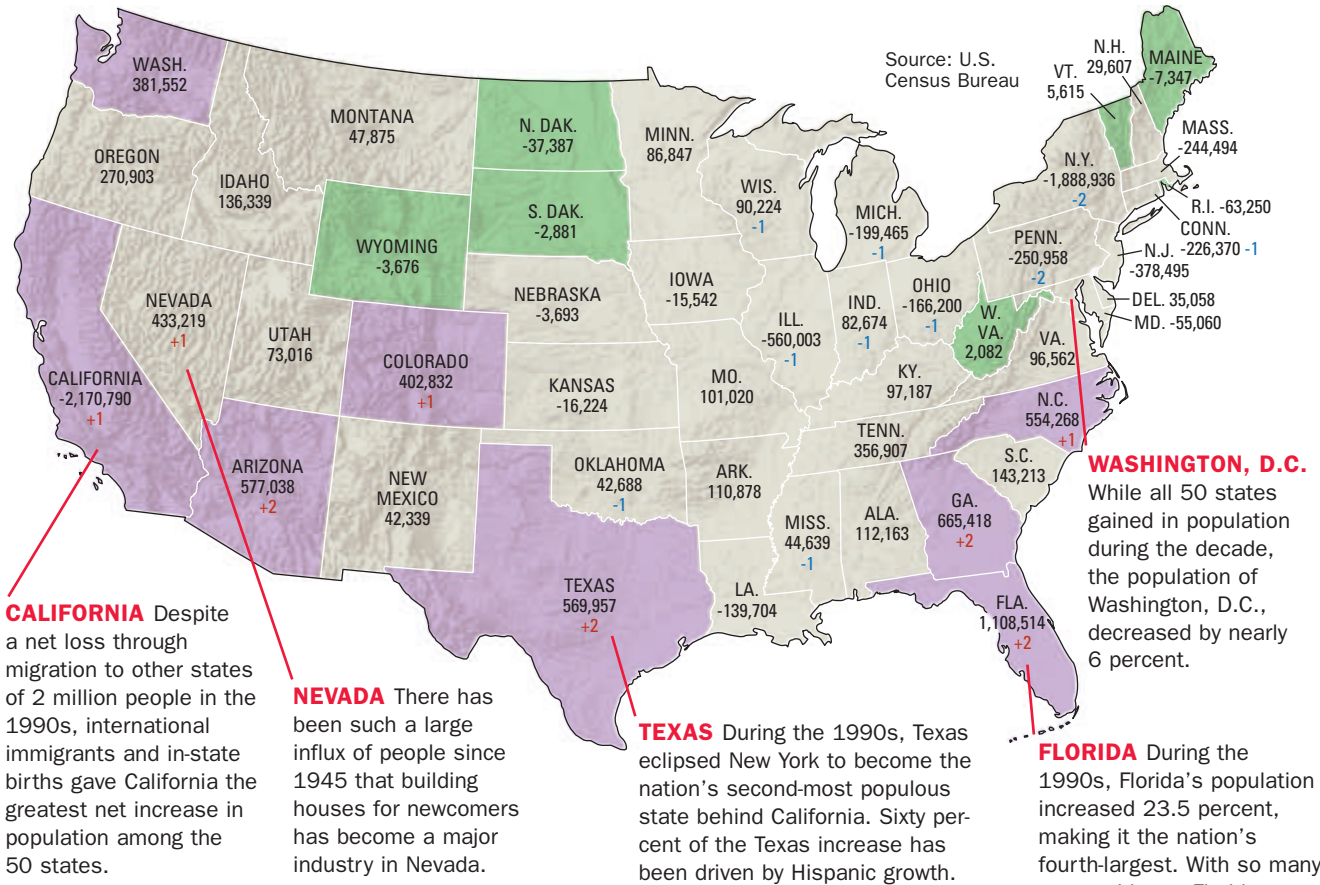 Source: U.S.
Census Bureau
WASH.
381,552
OREGON
270,903
CALIFORNIA
-2,170,790
+1
NEVADA
433,219
+1
IDAHO
136,339
MONTANA
47,875
WYOMING
-3,676
UTAH
73,016
COLORADO
402,832
+1
ARIZONA
577,038
+2
NEW
MEXICO
42,339
N. DAK.
-37,387
S. DAK.
-2,881
NEBRASKA
-3,693
KANSAS
-16,224
OKLAHOMA
42,688
-1
TEXAS
569,957
+2
MINN.
86,847
IOWA
-15,542
MO.
101,020
ARK.
110,878
LA.
-139,704
WIS.
90,224
-1
ILL.
-560,003
-1
MICH.
-199,465
-1
IND.
82,674
-1
OHIO
-166,200
-1
KY.
97,187
TENN.
356,907
MISS.
44,639
-1
ALA.
112,163
GA.
665,418
+2
FLA.
1,108,514
+2
S.C.
143,213
N.C.
554,268
+1
VA.
96,562
W.
VA.
2,082
PENN.
-250,958
-2
N.Y.
-1,888,936
-2
VT.
5,615
N.H.
29,607
MAINE
-7,347
MASS.
-244,494
R.I. -63,250
CONN.
-226,370 -1
N.J.
-378,495
DEL. 35,058
MD. -55,060
CALIFORNIA Despite
a net loss through
migration to other states
of 2 million people in the
1990s, international
immigrants and in-state
births gave California the
greatest net increase in
population among the
50 states.
NEVADA There has
been such a large
influx of people since
1945 that building
houses for newcomers
has become a major
industry in Nevada.
TEXAS During the 1990s, Texas
eclipsed New York to become the
nation's second-most populous
state behind California. Sixty per-
cent of the Texas increase has
been driven by Hispanic growth.
WASHINGTON, D.C.
While all 50 states
gained in population
during the decade,
the population of
Washington, D.C.,
decreased by nearly
6 percent.
FLORIDA During the
1990s, Florida's population
increased 23.5 percent,
making it the nation's
fourth-largest. With so many